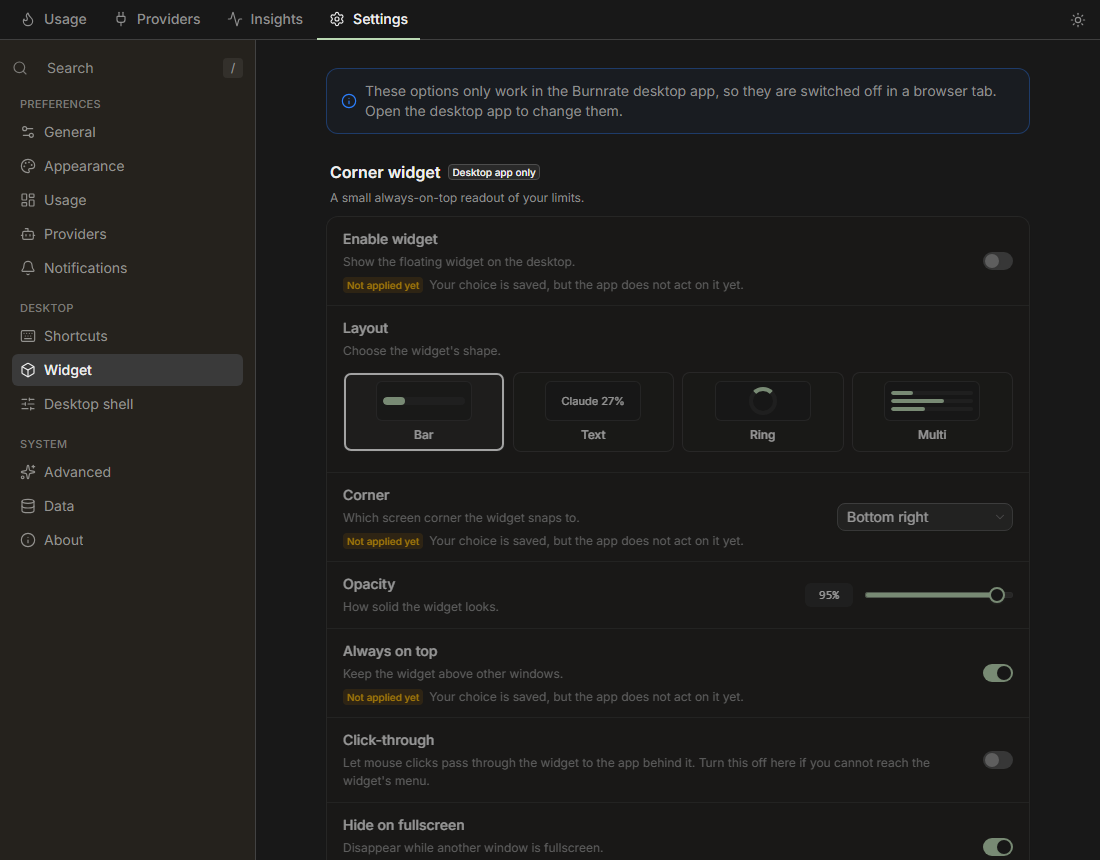 Usage
Providers
Insights
Settings
Search
/
PREFERENCES
General
Appearance
Usage
Providers
Notifications
DESKTOP
Shortcuts
Widget
Desktop shell
SYSTEM
Advanced
Data
About
These options only work in the Burnrate desktop app, so they are switched off in a browser tab.
Open the desktop app to change them.
Corner widget Desktop app only
A small always-on-top readout of your limits.
Enable widget
Show the floating widget on the desktop.
Not applied yet Your choice is saved, but the app does not act on it yet.
Layout
Choose the widget's shape.
Bar
Claude 27%
Text
Ring
Multi
Corner
Which screen corner the widget snaps to.
Not applied yet Your choice is saved, but the app does not act on it yet.
Bottom right
Opacity
How solid the widget looks.
95%
Always on top
Keep the widget above other windows.
Not applied yet Your choice is saved, but the app does not act on it yet.
Click-through
Let mouse clicks pass through the widget to the app behind it. Turn this off here if you cannot reach the
widget's menu.
Hide on fullscreen
Disappear while another window is fullscreen.